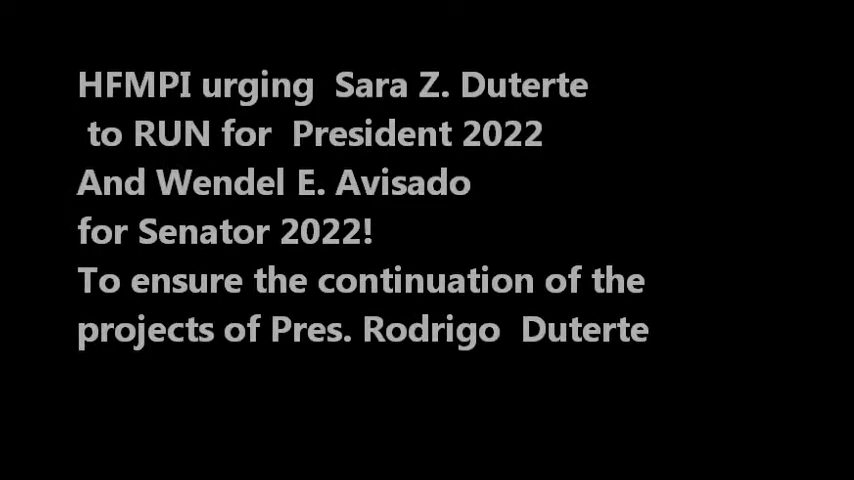 HFMPI urging Sara Z. Duterte
to RUN for President 2022
And Wendel E. Avisado
for Senator 2022!
To ensure the continuation of the
projects of Pres. Rodrigo Duterte